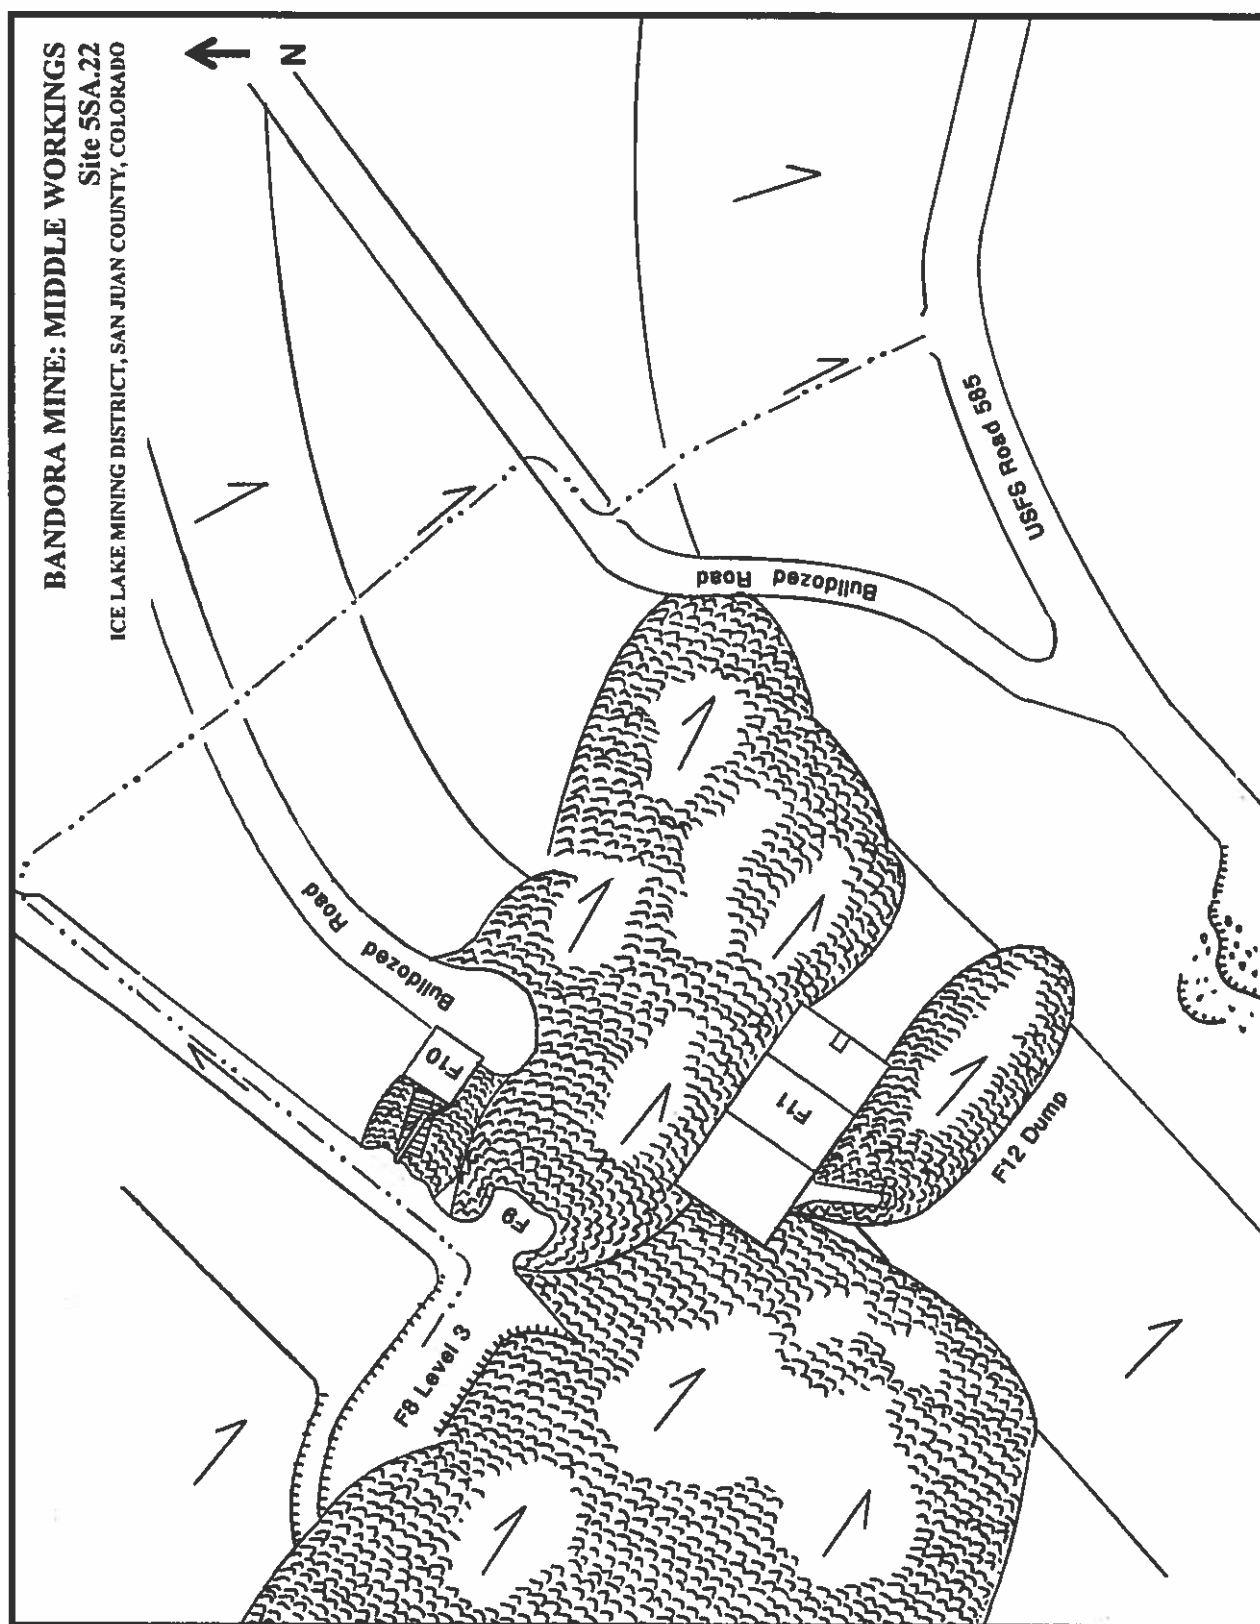 BANDORA MINE: MIDDLE WORKINGS
Site 5SA.22
ICE LAKE MINING DISTRICT, SAN JUAN COUNTY, COLORADO
N
Bulldozed Road
USFS Road 585
Bulldozed Road
F10
F9
F11
F12 Dump
F8 Level 3